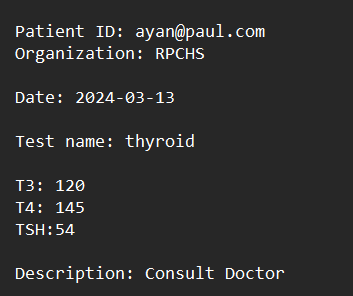 Patient ID: ayan@paul.com
Organization: RPCHS
Date: 2024-03-13
Test name: thyroid
T3: 120
T4: 145
TSH:54
Description: Consult Doctor